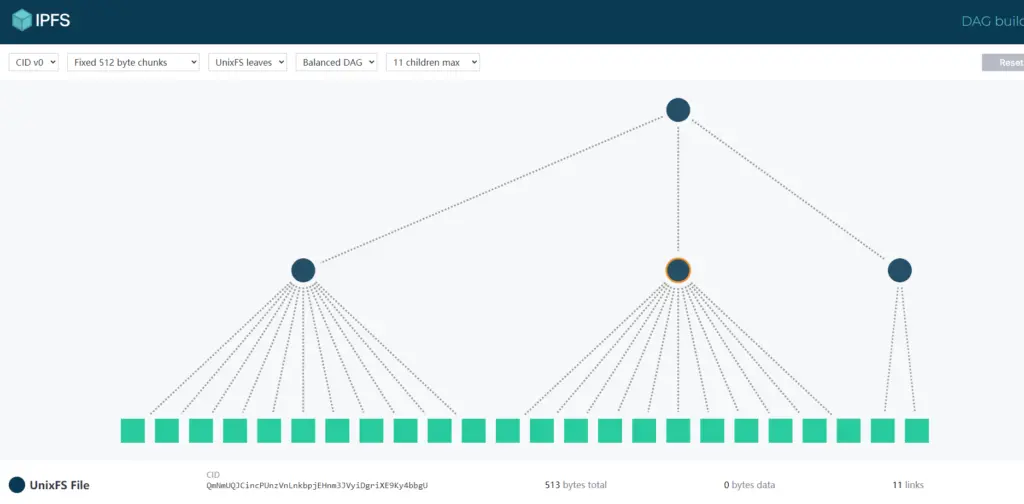 IPFS
DAG build
CID v0 Fixed 512 byte chunks UnixFS leaves Balanced DAG 11 children max Reset
UnixFS File
CID
QmNmUQJCincPUnzVnLnkbpjEHnm3JVyiDgriXE9Ky4bbgU
513 bytes total
0 bytes data
11 links